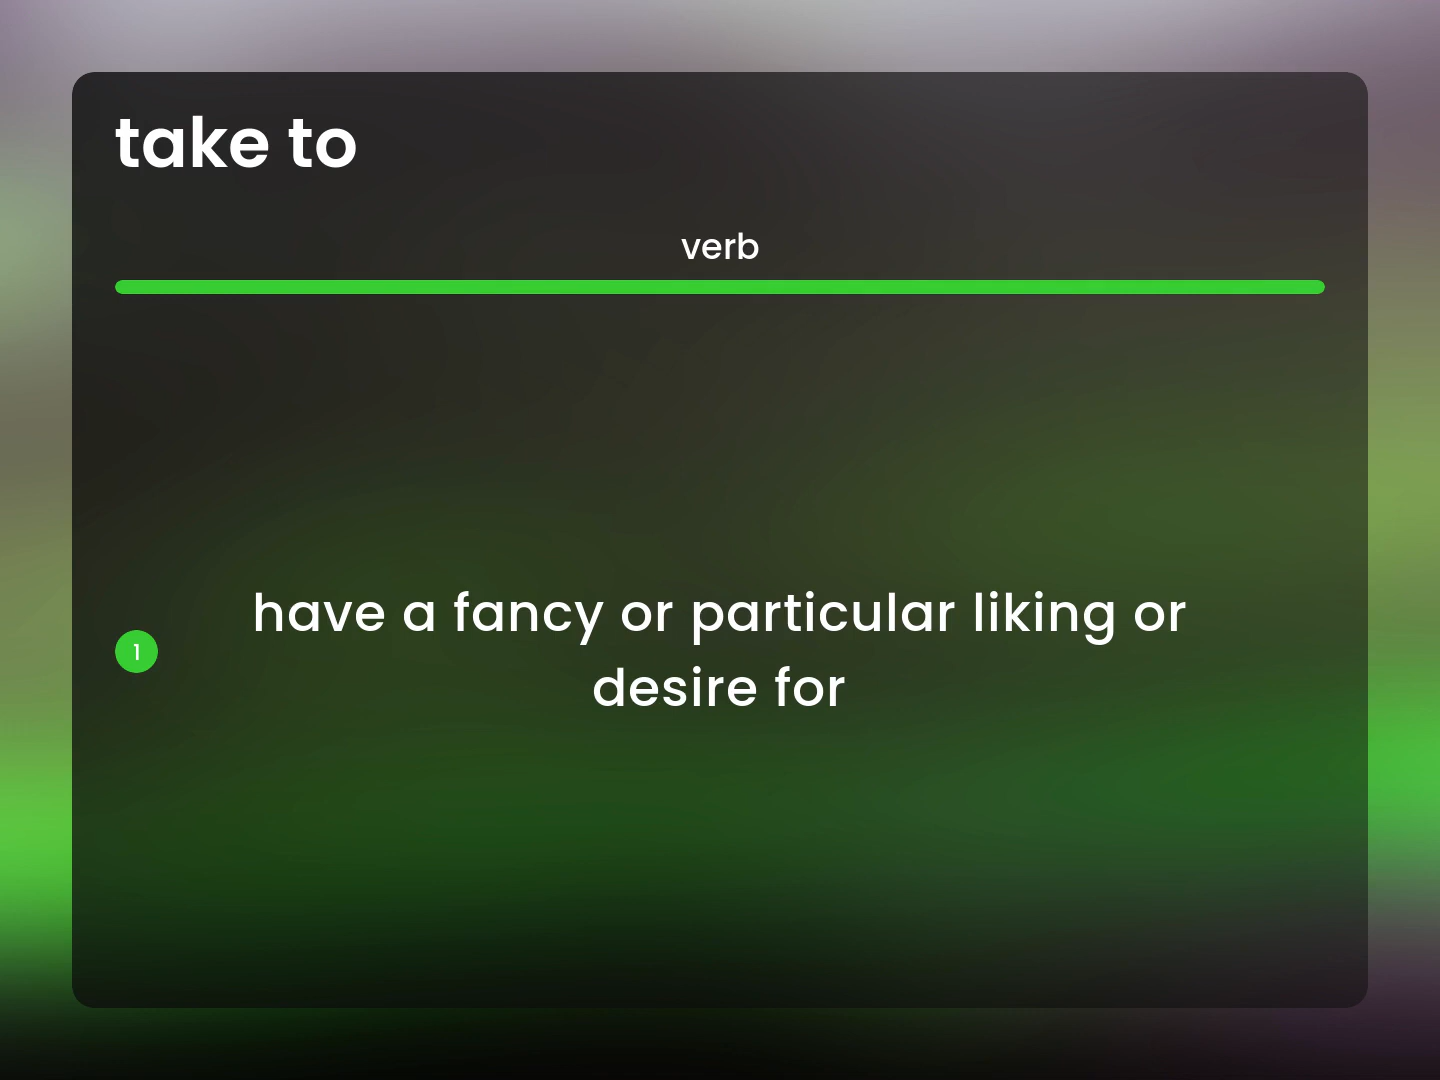 take to
verb
1
have a fancy or particular liking or
desire for